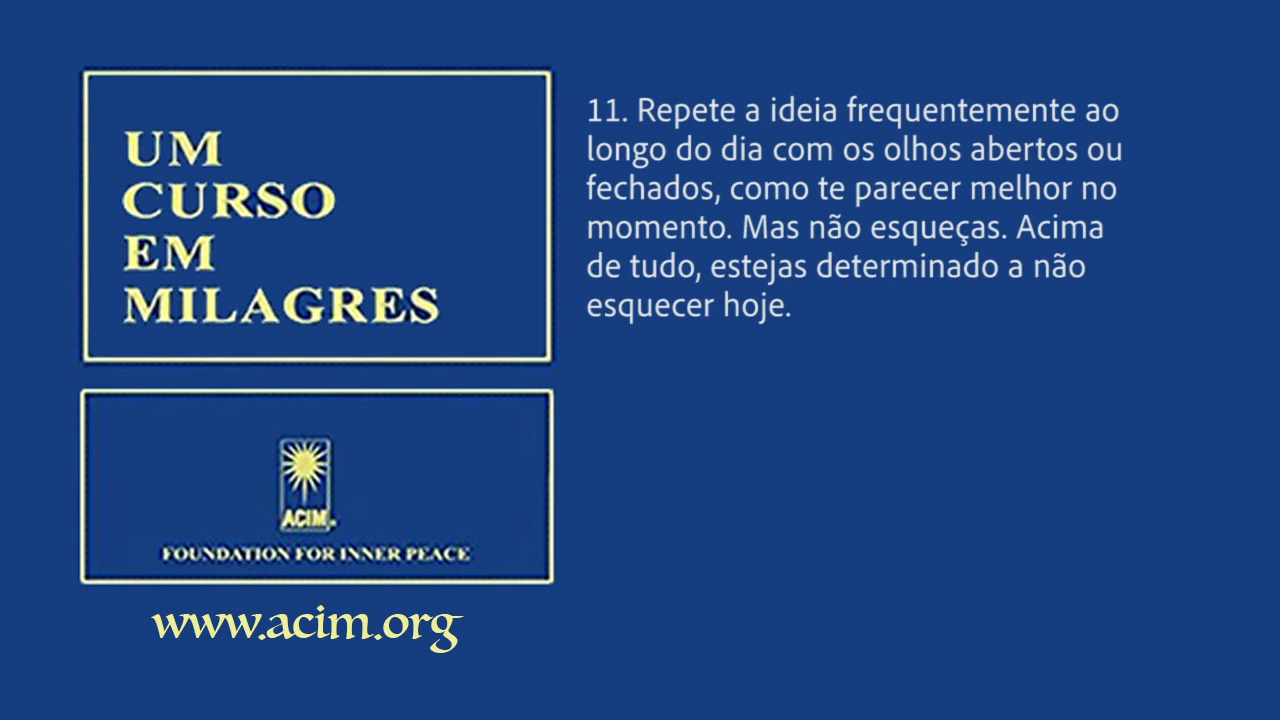 UM
CURSO
EM
MILAGRES
ACIM®
FOUNDATION FOR INNER PEACE
www.acim.org
11. Repete a ideia frequentemente ao
longo do dia com os olhos abertos ou
fechados, como te parecer melhor no
momento. Mas não esqueças. Acima
de tudo, estejas determinado a não
esquecer hoje.